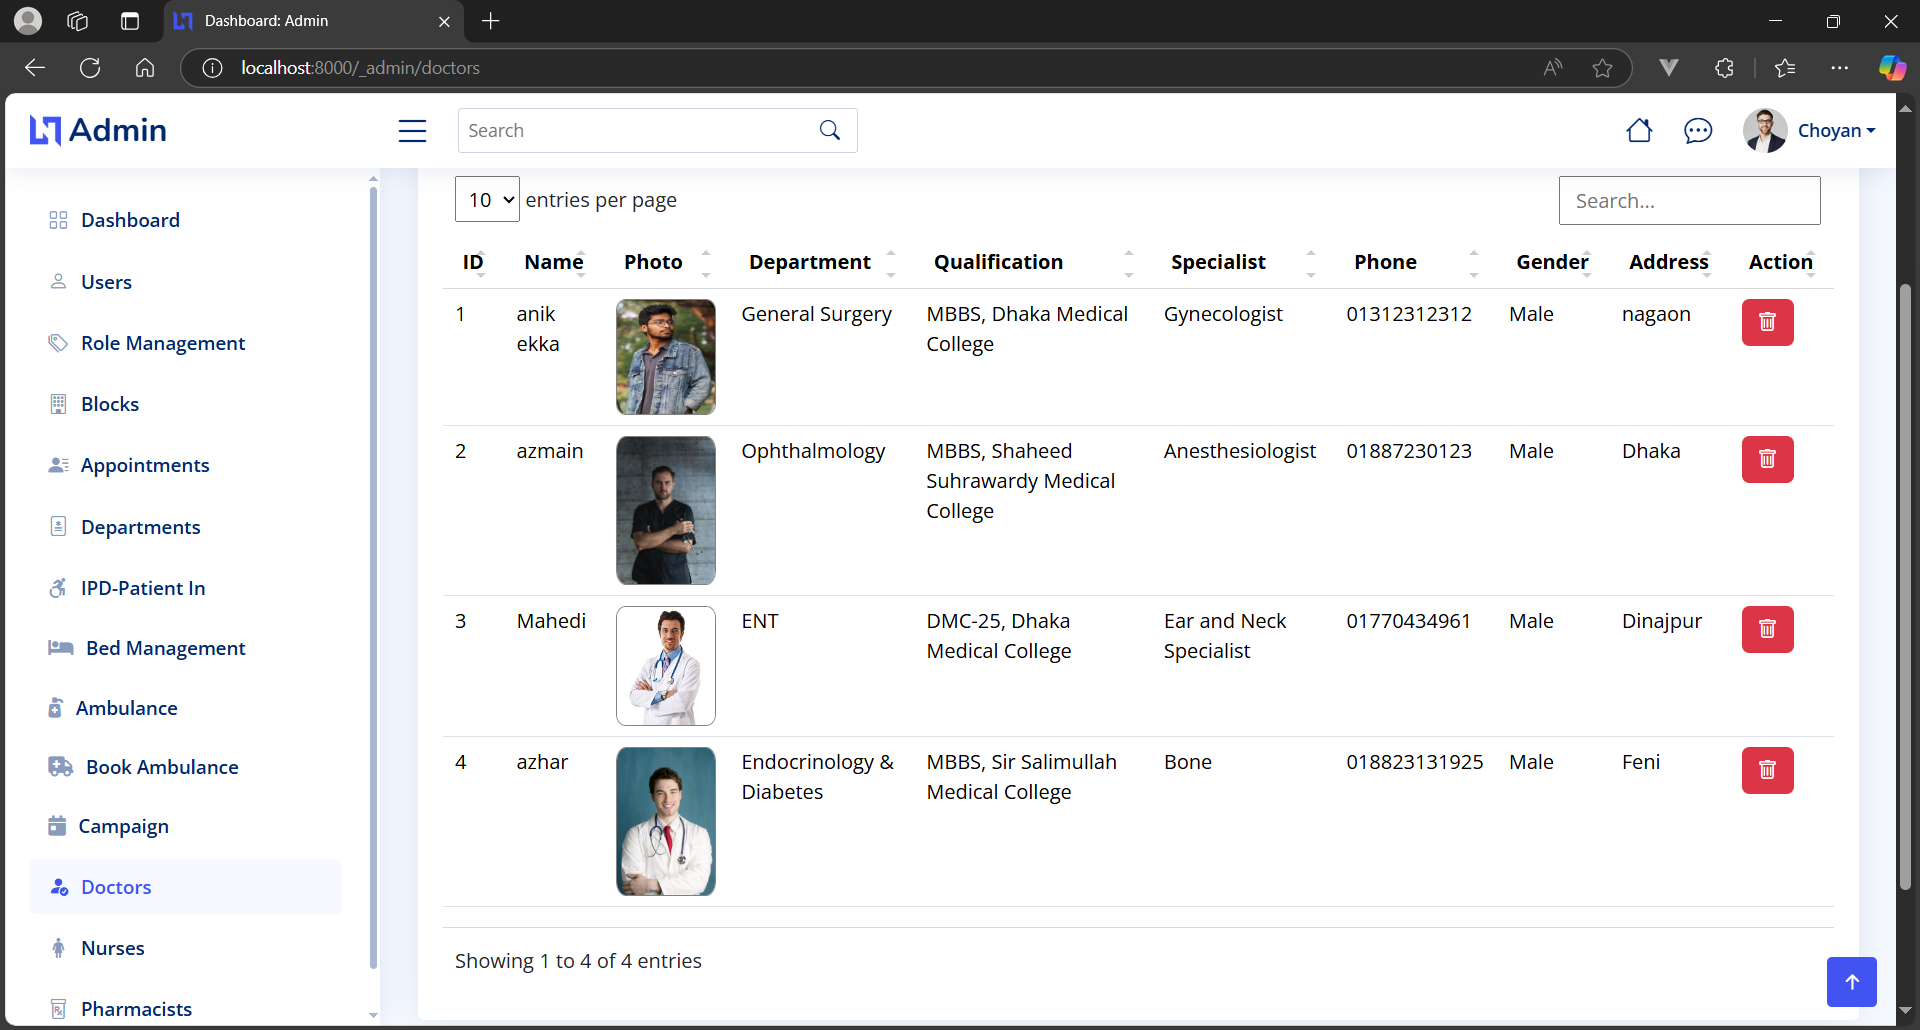 Dashboard: Admin
localhost:8000/_admin/doctors
Admin
Search
Choyan
Dashboard
Users
Role Management
Blocks
Appointments
Departments
IPD-Patient In
Bed Management
Ambulance
Book Ambulance
Campaign
Doctors
Nurses
Pharmacists
10 entries per page
Search...
ID Name Photo Department Qualification Specialist Phone Gender Address Action
1 anik General Surgery MBBS, Dhaka Medical Gynecologist 01312312312 Male nagaon
ekka College
2 azmain Ophthalmology MBBS, Shaheed Anesthesiologist 01887230123 Male Dhaka
Suhrawardy Medical
College
3 Mahedi ENT DMC-25, Dhaka Ear and Neck 01770434961 Male Dinajpur
Medical College Specialist
4 azhar Endocrinology & MBBS, Sir Salimullah Bone 018823131925 Male Feni
Diabetes Medical College
Showing 1 to 4 of 4 entries